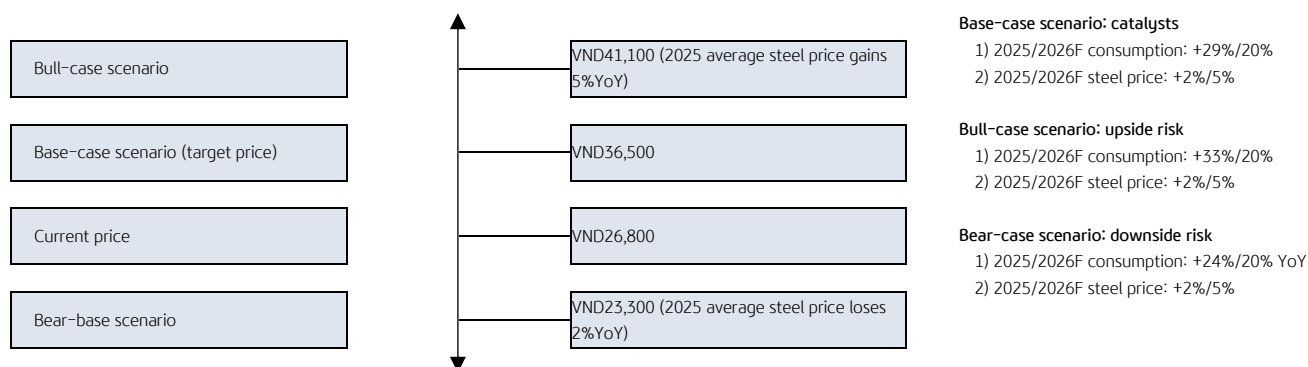 Bull-case scenario
VND41,100 (2025 average steel price gains
5%YoY)
Base-case scenario (target price)
VND36,500
Current price
VND26,800
Bear-base scenario
VND23,300 (2025 average steel price loses
2%YoY)
Base-case scenario: catalysts
1) 2025/2026F consumption: +29%/20%
2) 2025/2026F steel price: +2%/5%
Bull-case scenario: upside risk
1) 2025/2026F consumption: +33%/20%
2) 2025/2026F steel price: +2%/5%
Bear-case scenario: downside risk
1) 2025/2026F consumption: +24%/20% YoY
2) 2025/2026F steel price: +2%/5%